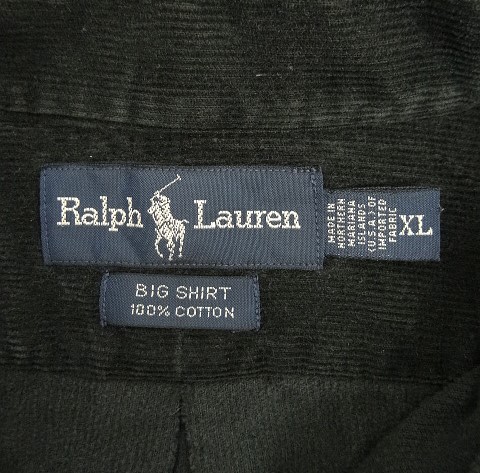 Ralph Lauren
MADE IN
NORTHERN
MARIANA
ISLANDS
(U.S.A.) OF
IMPORTED
FABRIC
XL
BIG SHIRT
100% COTTON